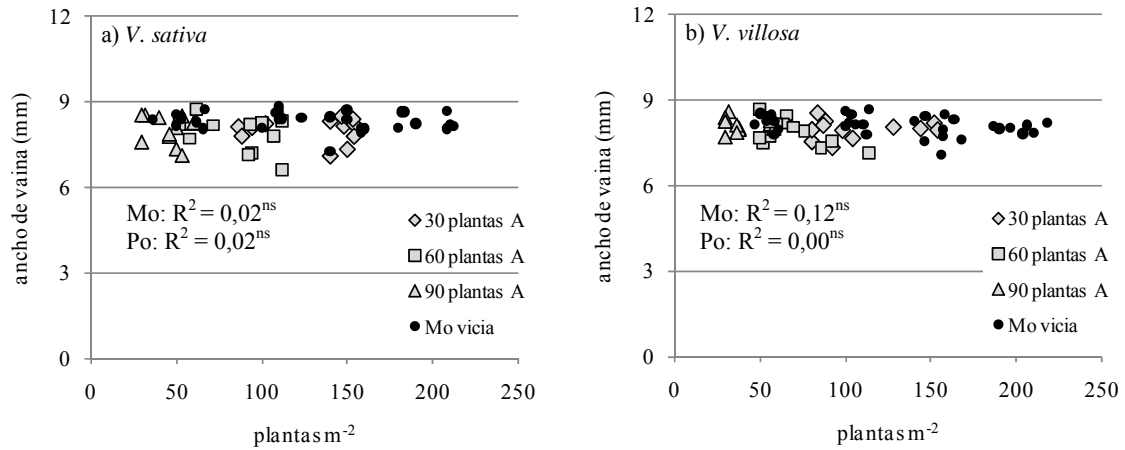 a) V. sativa
12
9
6
3
0
ancho de vaina (mm)
Mo: R² = 0,02ⁿˢ
Po: R² = 0,02ⁿˢ
30 plantas A
60 plantas A
90 plantas A
Mo vicia
0 50 100 150 200 250
plantas m⁻²
b) V. villosa
12
9
6
3
0
ancho de vaina (mm)
Mo: R² = 0,12ⁿˢ
Po: R² = 0,00ⁿˢ
30 plantas A
60 plantas A
90 plantas A
Mo vicia
0 50 100 150 200 250
plantas m⁻²